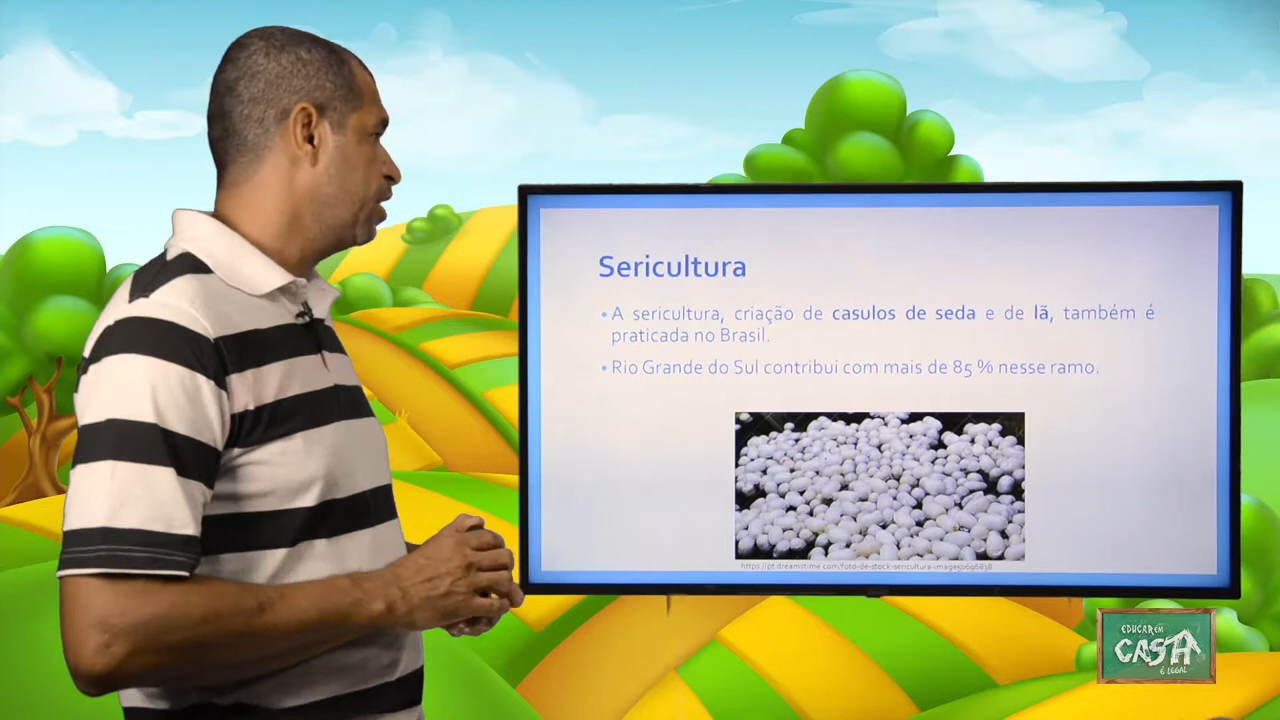 Sericultura
• A sericultura, criação de casulos de seda e de lã, também é
praticada no Brasil.
• Rio Grande do Sul contribui com mais de 85 % nesse ramo.
EDUCAR EM
CASA
É LEGAL